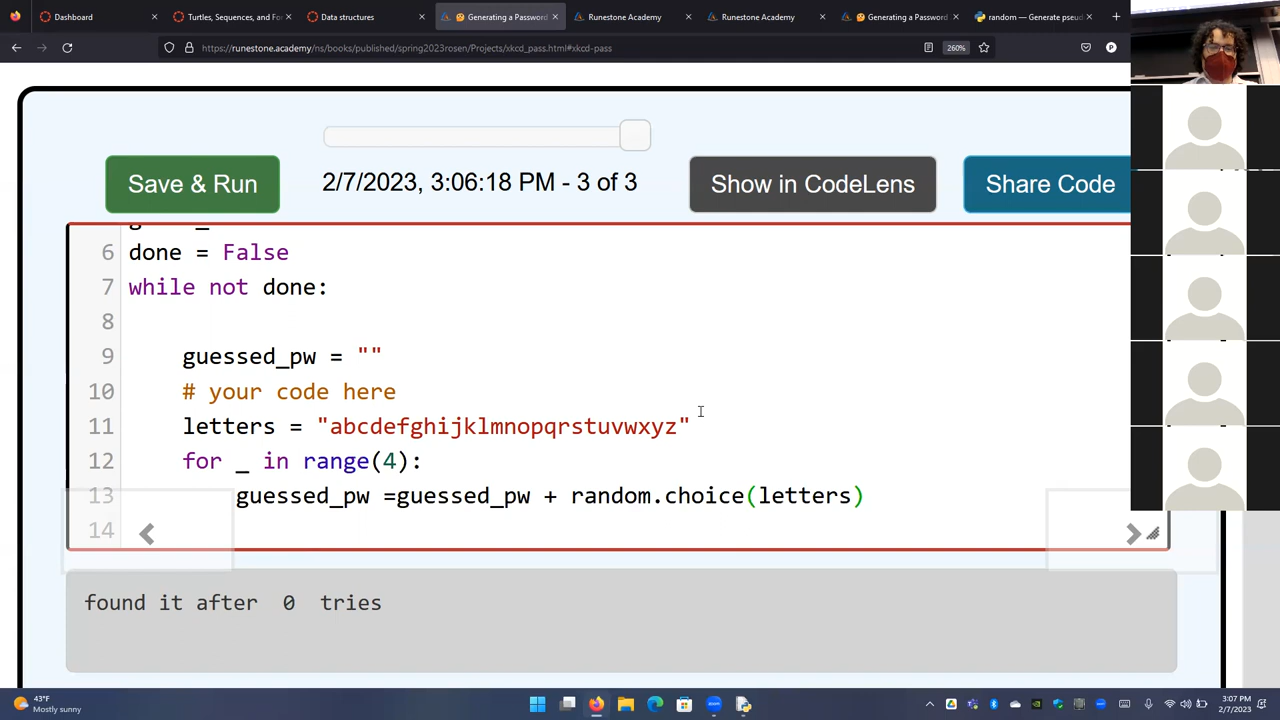 Dashboard
Turtles, Sequences, and For
Data structures
Generating a Password
Runestone Academy
Runestone Academy
Generating a Password
random — Generate pseud
https://runestone.academy/ns/books/published/spring2023rosen/Projects/xkcd_pass.html#xkcd-pass
260%
Save & Run
2/7/2023, 3:06:18 PM - 3 of 3
Show in CodeLens
Share Code
6 done = False
7 while not done:
8
9 guessed_pw = ""
10 # your code here
11 letters = "abcdefghijklmnopqrstuvwxyz"
12 for _ in range(4):
13 guessed_pw =guessed_pw + random.choice(letters)
14
found it after 0 tries
43°F
Mostly sunny
3:07 PM
2/7/2023